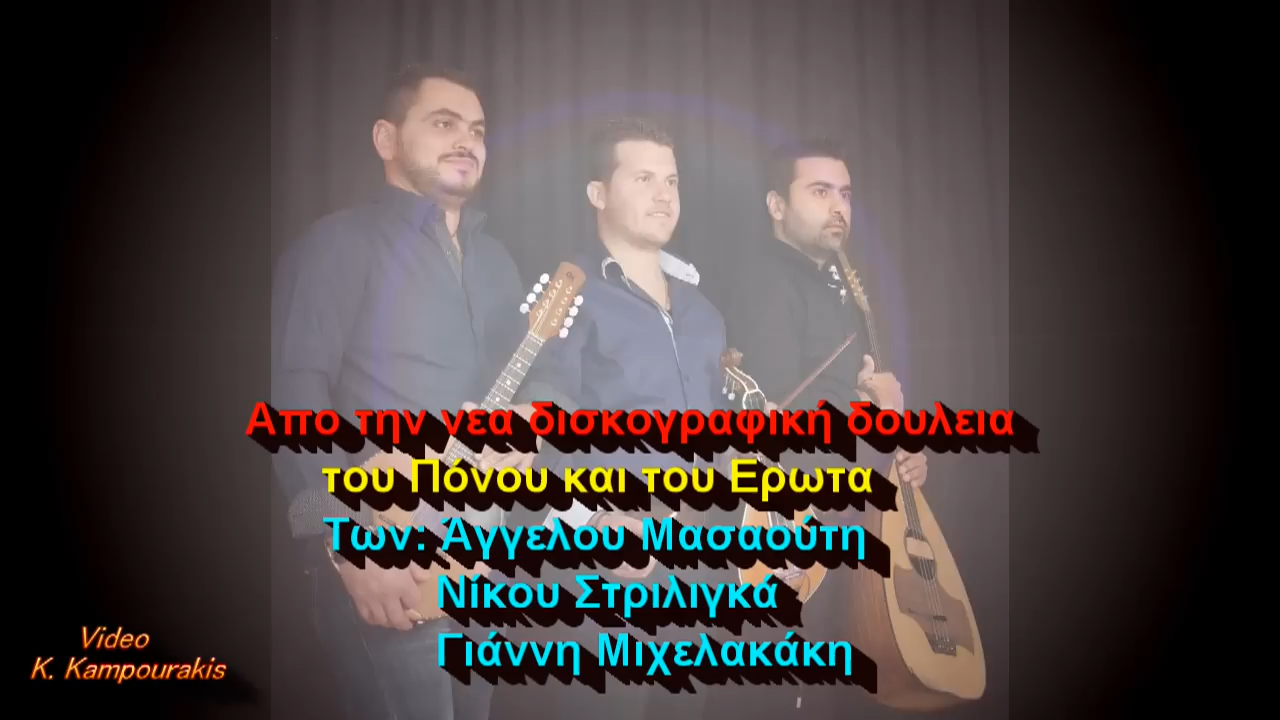 Απο την νεα δισκογραφική δουλεια
του Πόνου και του Ερωτα
Των: Άγγελου Μασαούτη
Νίκου Στριλιγκά
Γιάννη Μιχελακάκη
Video
K. Kampourakis